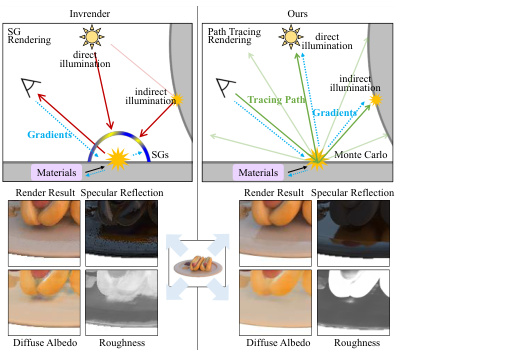 Invrender
SG
Rendering
direct
illumination
indirect
illumination
Gradients
SGs
Materials
Render Result
Specular Reflection
Diffuse Albedo
Roughness
Ours
Path Tracing
Rendering
direct
illumination
indirect
illumination
Tracing Path
Gradients
Monte Carlo
Materials
Render Result
Specular Reflection
Diffuse Albedo
Roughness